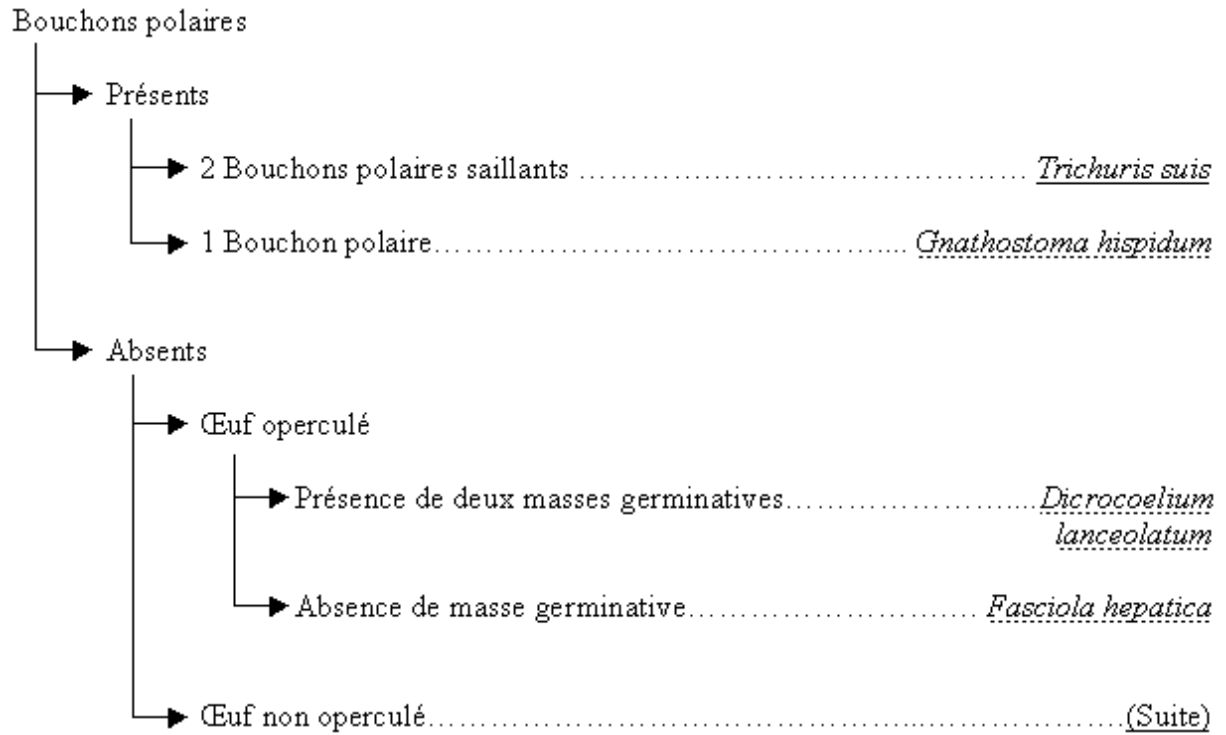 Bouchons polaires
Présents
2 Bouchons polaires saillants ………………………………………… Trichuris suis
1 Bouchon polaire…………………………………………….. Gnathostoma hispidum
Absents
Œuf operculé
Présence de deux masses germinatives……………………....Dicrocoelium
lanceolatum
Absence de masse germinative………………………… Fasciola hepatica
Œuf non operculé…………………………………………...…………………(Suite)